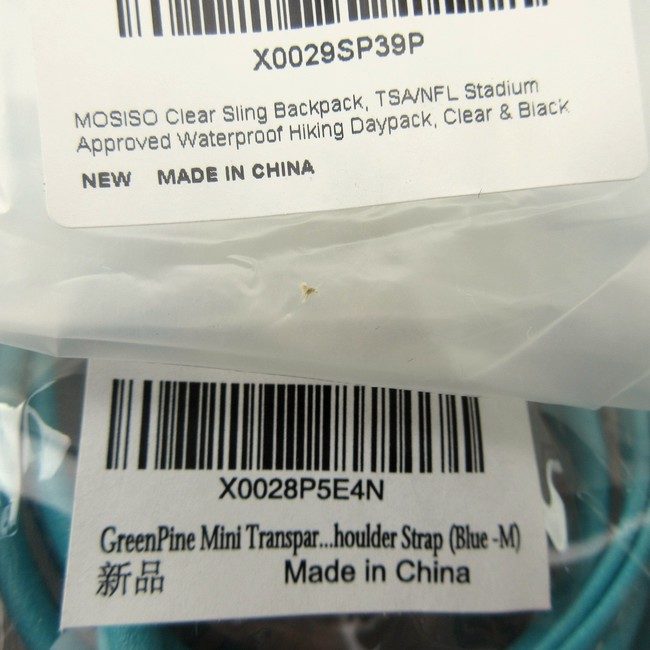 X0029SP39P
MOSISO Clear Sling Backpack, TSA/NFL Stadium
Approved Waterproof Hiking Daypack, Clear & Black
NEW MADE IN CHINA
X0028P5E4N
GreenPine Mini Transpar...houlder Strap (Blue -M)
新品 Made in China